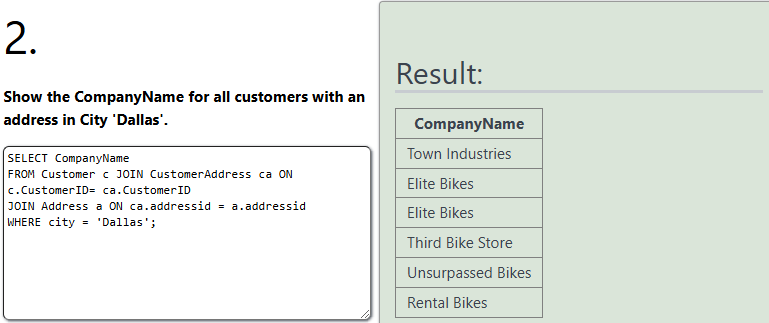 2.
Show the CompanyName for all customers with an
address in City 'Dallas'.
SELECT CompanyName
FROM Customer c JOIN CustomerAddress ca ON
c.CustomerID= ca.CustomerID
JOIN Address a ON ca.addressid = a.addressid
WHERE city = 'Dallas';
Result:
CompanyName
Town Industries
Elite Bikes
Elite Bikes
Third Bike Store
Unsurpassed Bikes
Rental Bikes